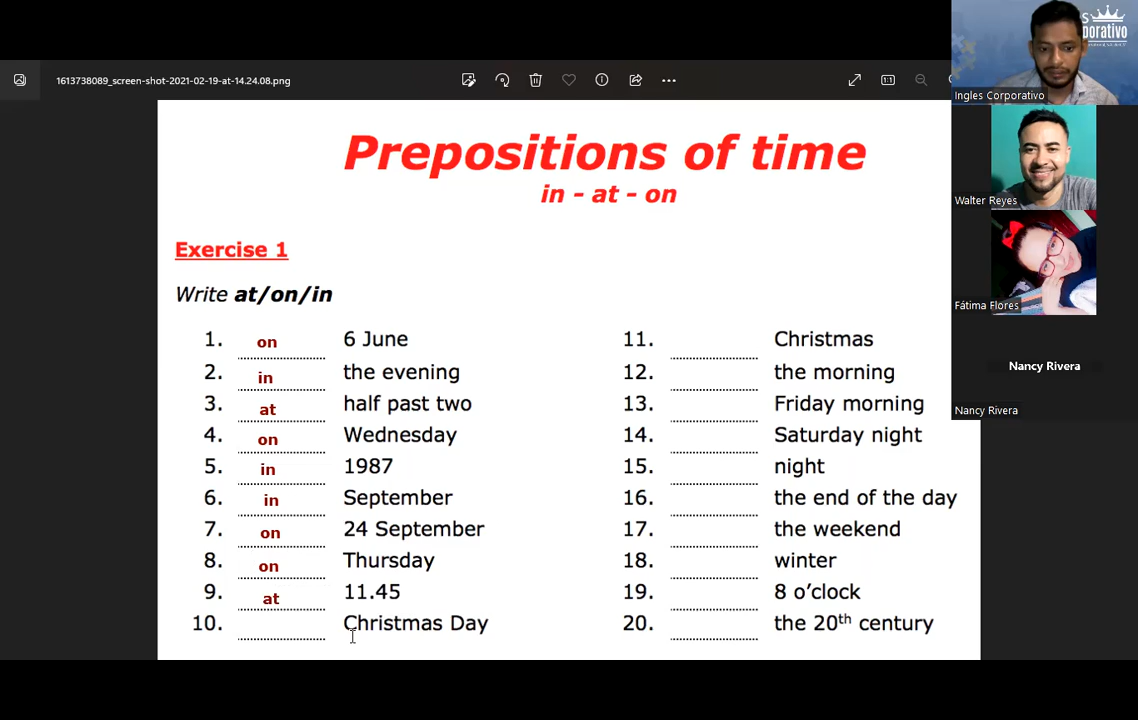 1613738089_screen-shot-2021-02-19-at-14.24.08.png
1:1
S
porativo
Ingles Corporativo
Walter Reyes
Fátima Flores
Nancy Rivera
Nancy Rivera
Prepositions of time
in - at - on
Exercise 1
Write at/on/in
1. on 6 June
2. in the evening
3. at half past two
4. on Wednesday
5. in 1987
6. in September
7. on 24 September
8. on Thursday
9. at 11.45
10. Christmas Day
11. Christmas
12. the morning
13. Friday morning
14. Saturday night
15. night
16. the end of the day
17. the weekend
18. winter
19. 8 o’clock
20. the 20th century